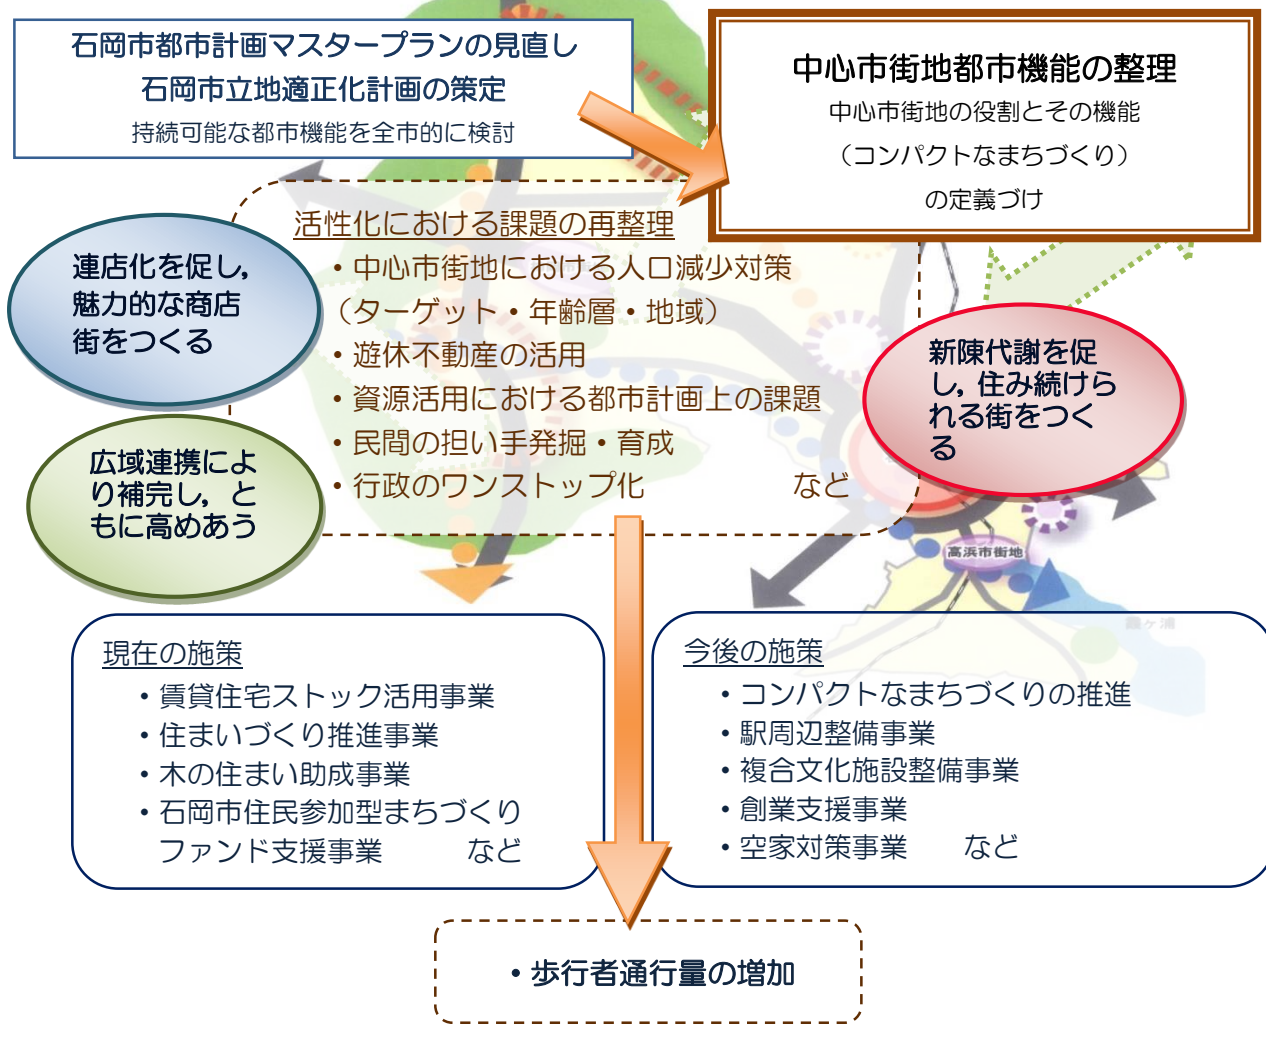 石岡市都市計画マスタープランの見直し
石岡市立地適正化計画の策定
持続可能な都市機能を全市的に検討
中心市街地都市機能の整理
中心市街地の役割とその機能
（コンパクトなまちづくり）
の定義づけ
活性化における課題の再整理
・中心市街地における人口減少対策
（ターゲット・年齢層・地域）
・遊休不動産の活用
・資源活用における都市計画上の課題
・民間の担い手発掘・育成
・行政のワンストップ化　など
連店化を促し，
魅力的な商店
街をつくる
広域連携によ
り補完し，と
もに高めあう
新陳代謝を促
し，住み続けら
れる街をつく
る
高浜市街地
霞ヶ浦
現在の施策
・賃貸住宅ストック活用事業
・住まいづくり推進事業
・木の住まい助成事業
・石岡市住民参加型まちづくり
ファンド支援事業　など
今後の施策
・コンパクトなまちづくりの推進
・駅周辺整備事業
・複合文化施設整備事業
・創業支援事業
・空家対策事業　など
・歩行者通行量の増加